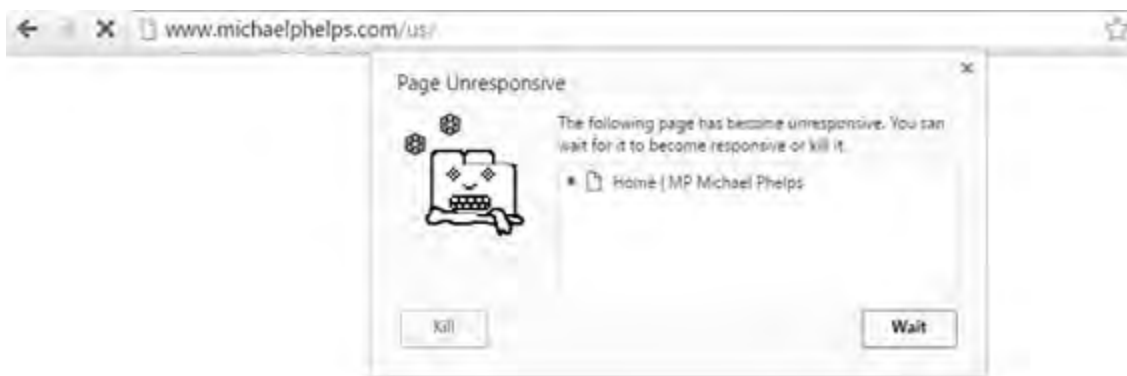 www.michaelphelps.com/us/
Page Unresponsive
The following page has become unresponsive. You can
wait for it to become responsive or kill it.
Home | MP Michael Phelps
Kill
Wait